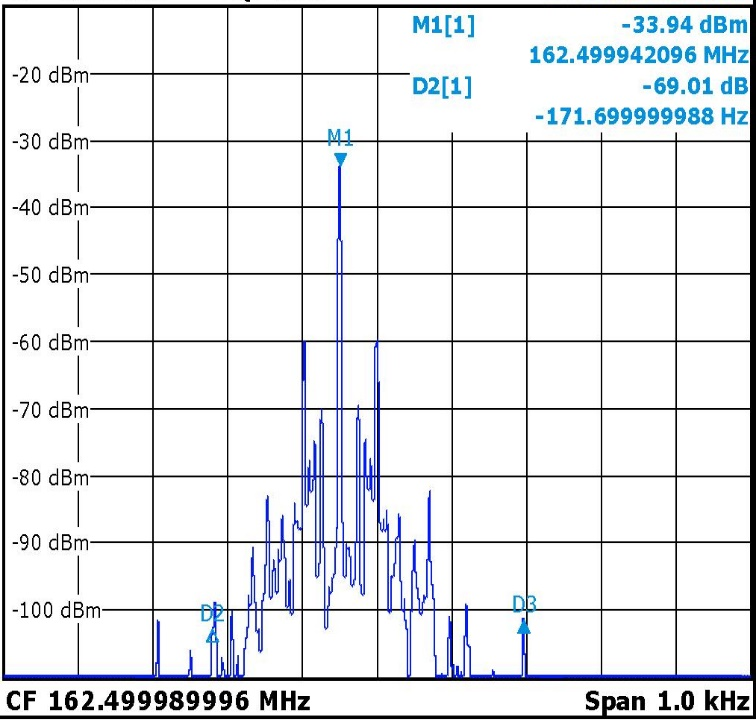 M1[1] -33.94 dBm
162.499942096 MHz
-20 dBm
D2[1] -69.01 dB
-171.699999988 Hz
-30 dBm
M1
-40 dBm
-50 dBm
-60 dBm
-70 dBm
-80 dBm
-90 dBm
-100 dBm
D2
D3
CF 162.499989996 MHz Span 1.0 kHz